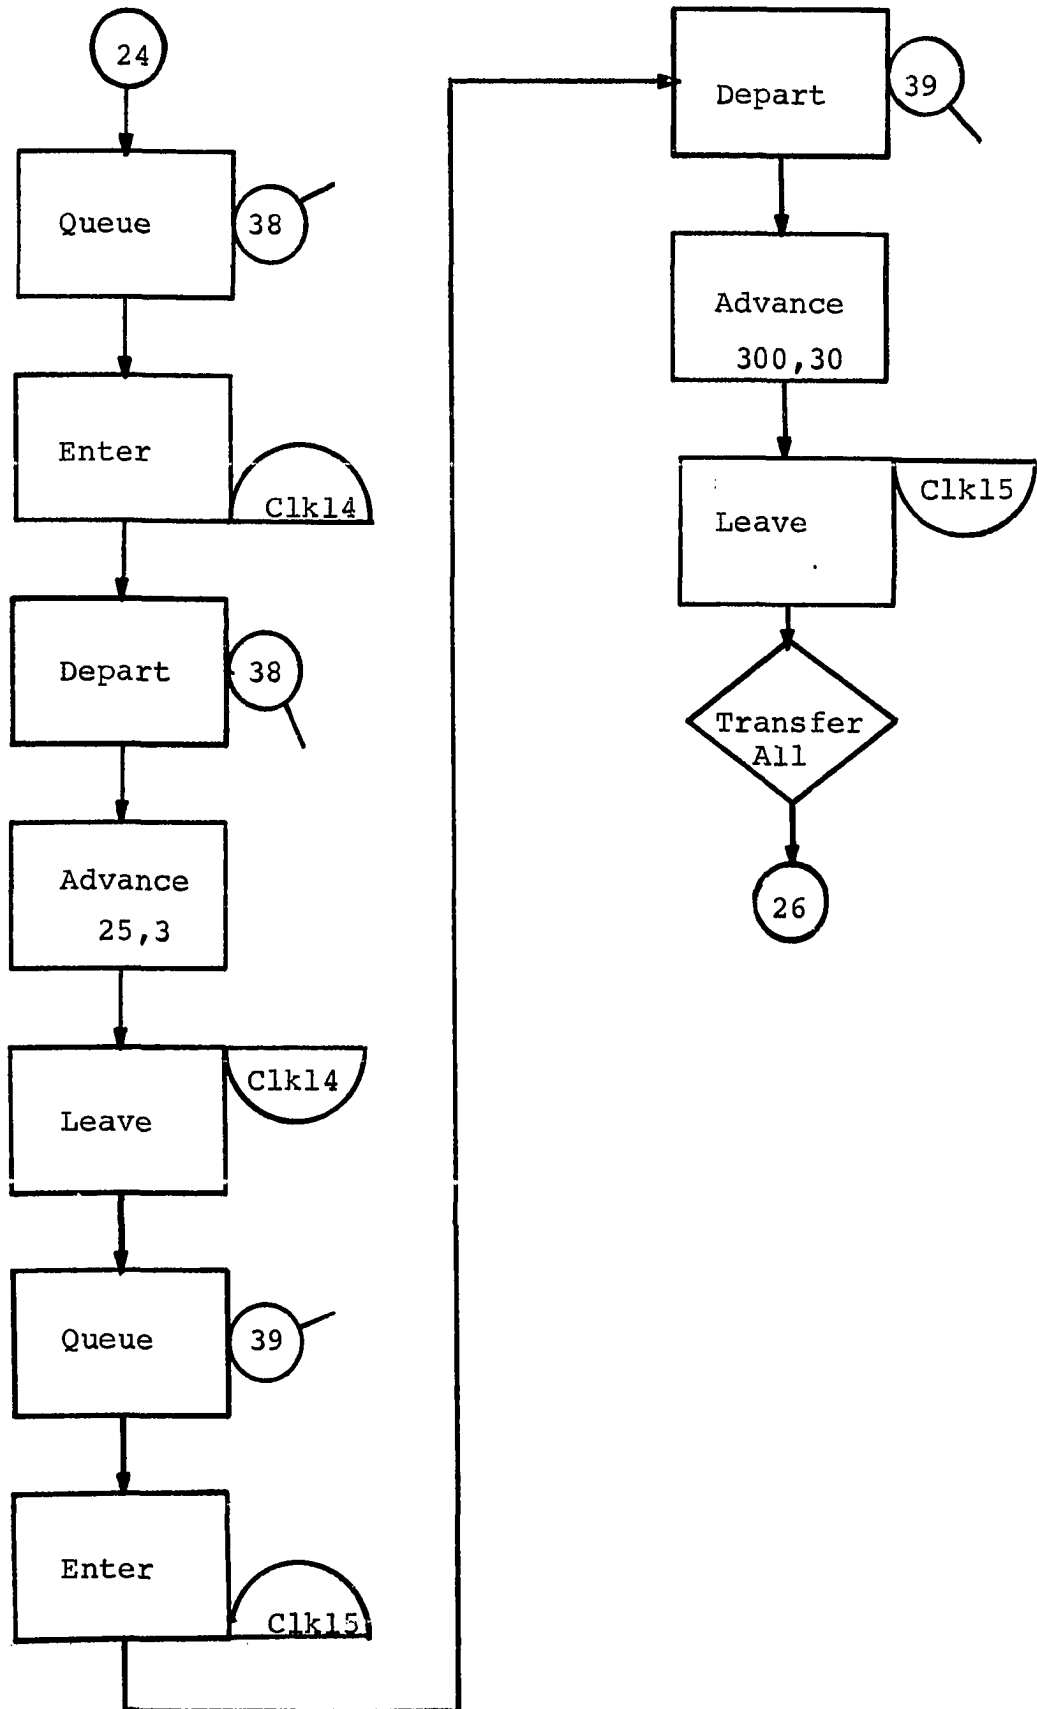 24
Queue
38
Enter
Clk14
Depart
38
Advance
25,3
Leave
Clk14
Queue
39
Enter
Clk15
Depart
39
Advance
300,30
Leave
Clk15
Transfer
All
26